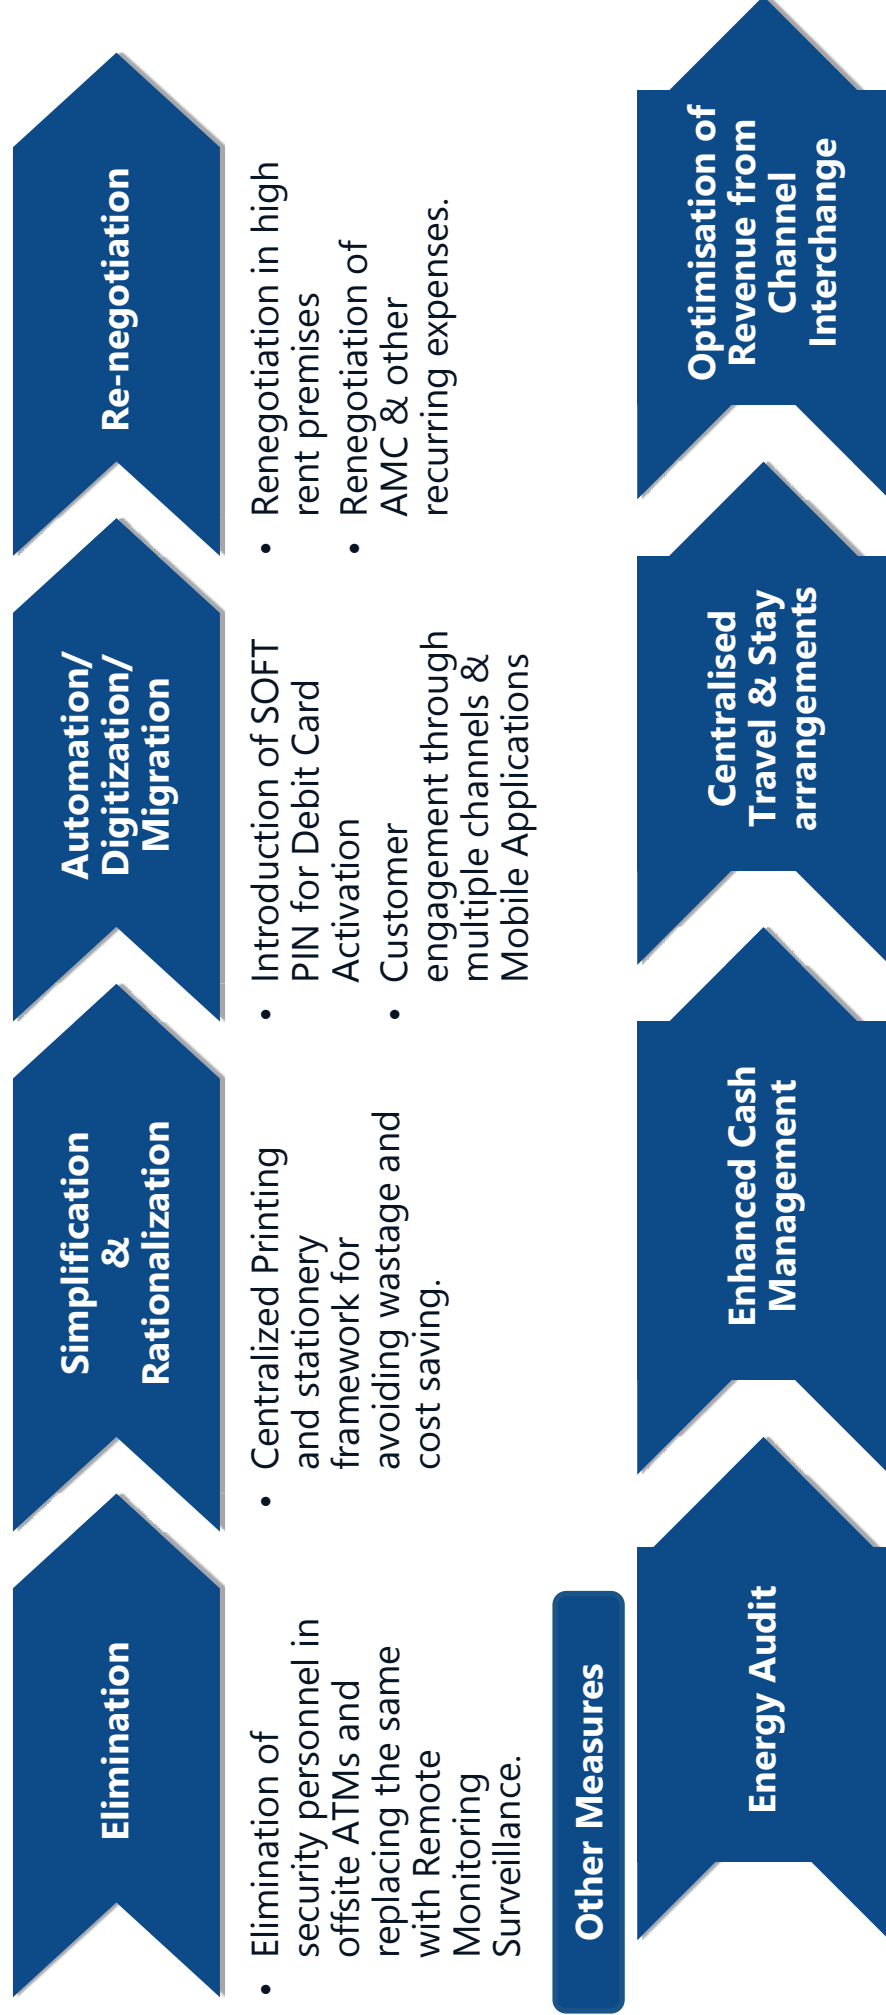 Elimination
Simplification
&
Rationalization
Automation/
Digitization/
Migration
Re-negotiation
• Elimination of
security personnel in
offsite ATMs and
replacing the same
with Remote
Monitoring
Surveillance.
• Centralized Printing
and stationery
framework for
avoiding wastage and
cost saving.
• Introduction of SOFT
PIN for Debit Card
Activation
• Customer
engagement through
multiple channels &
Mobile Applications
• Renegotiation in high
rent premises
• Renegotiation of
AMC & other
recurring expenses.
Other Measures
Energy Audit
Enhanced Cash
Management
Centralised
Travel & Stay
arrangements
Optimisation of
Revenue from
Channel
Interchange